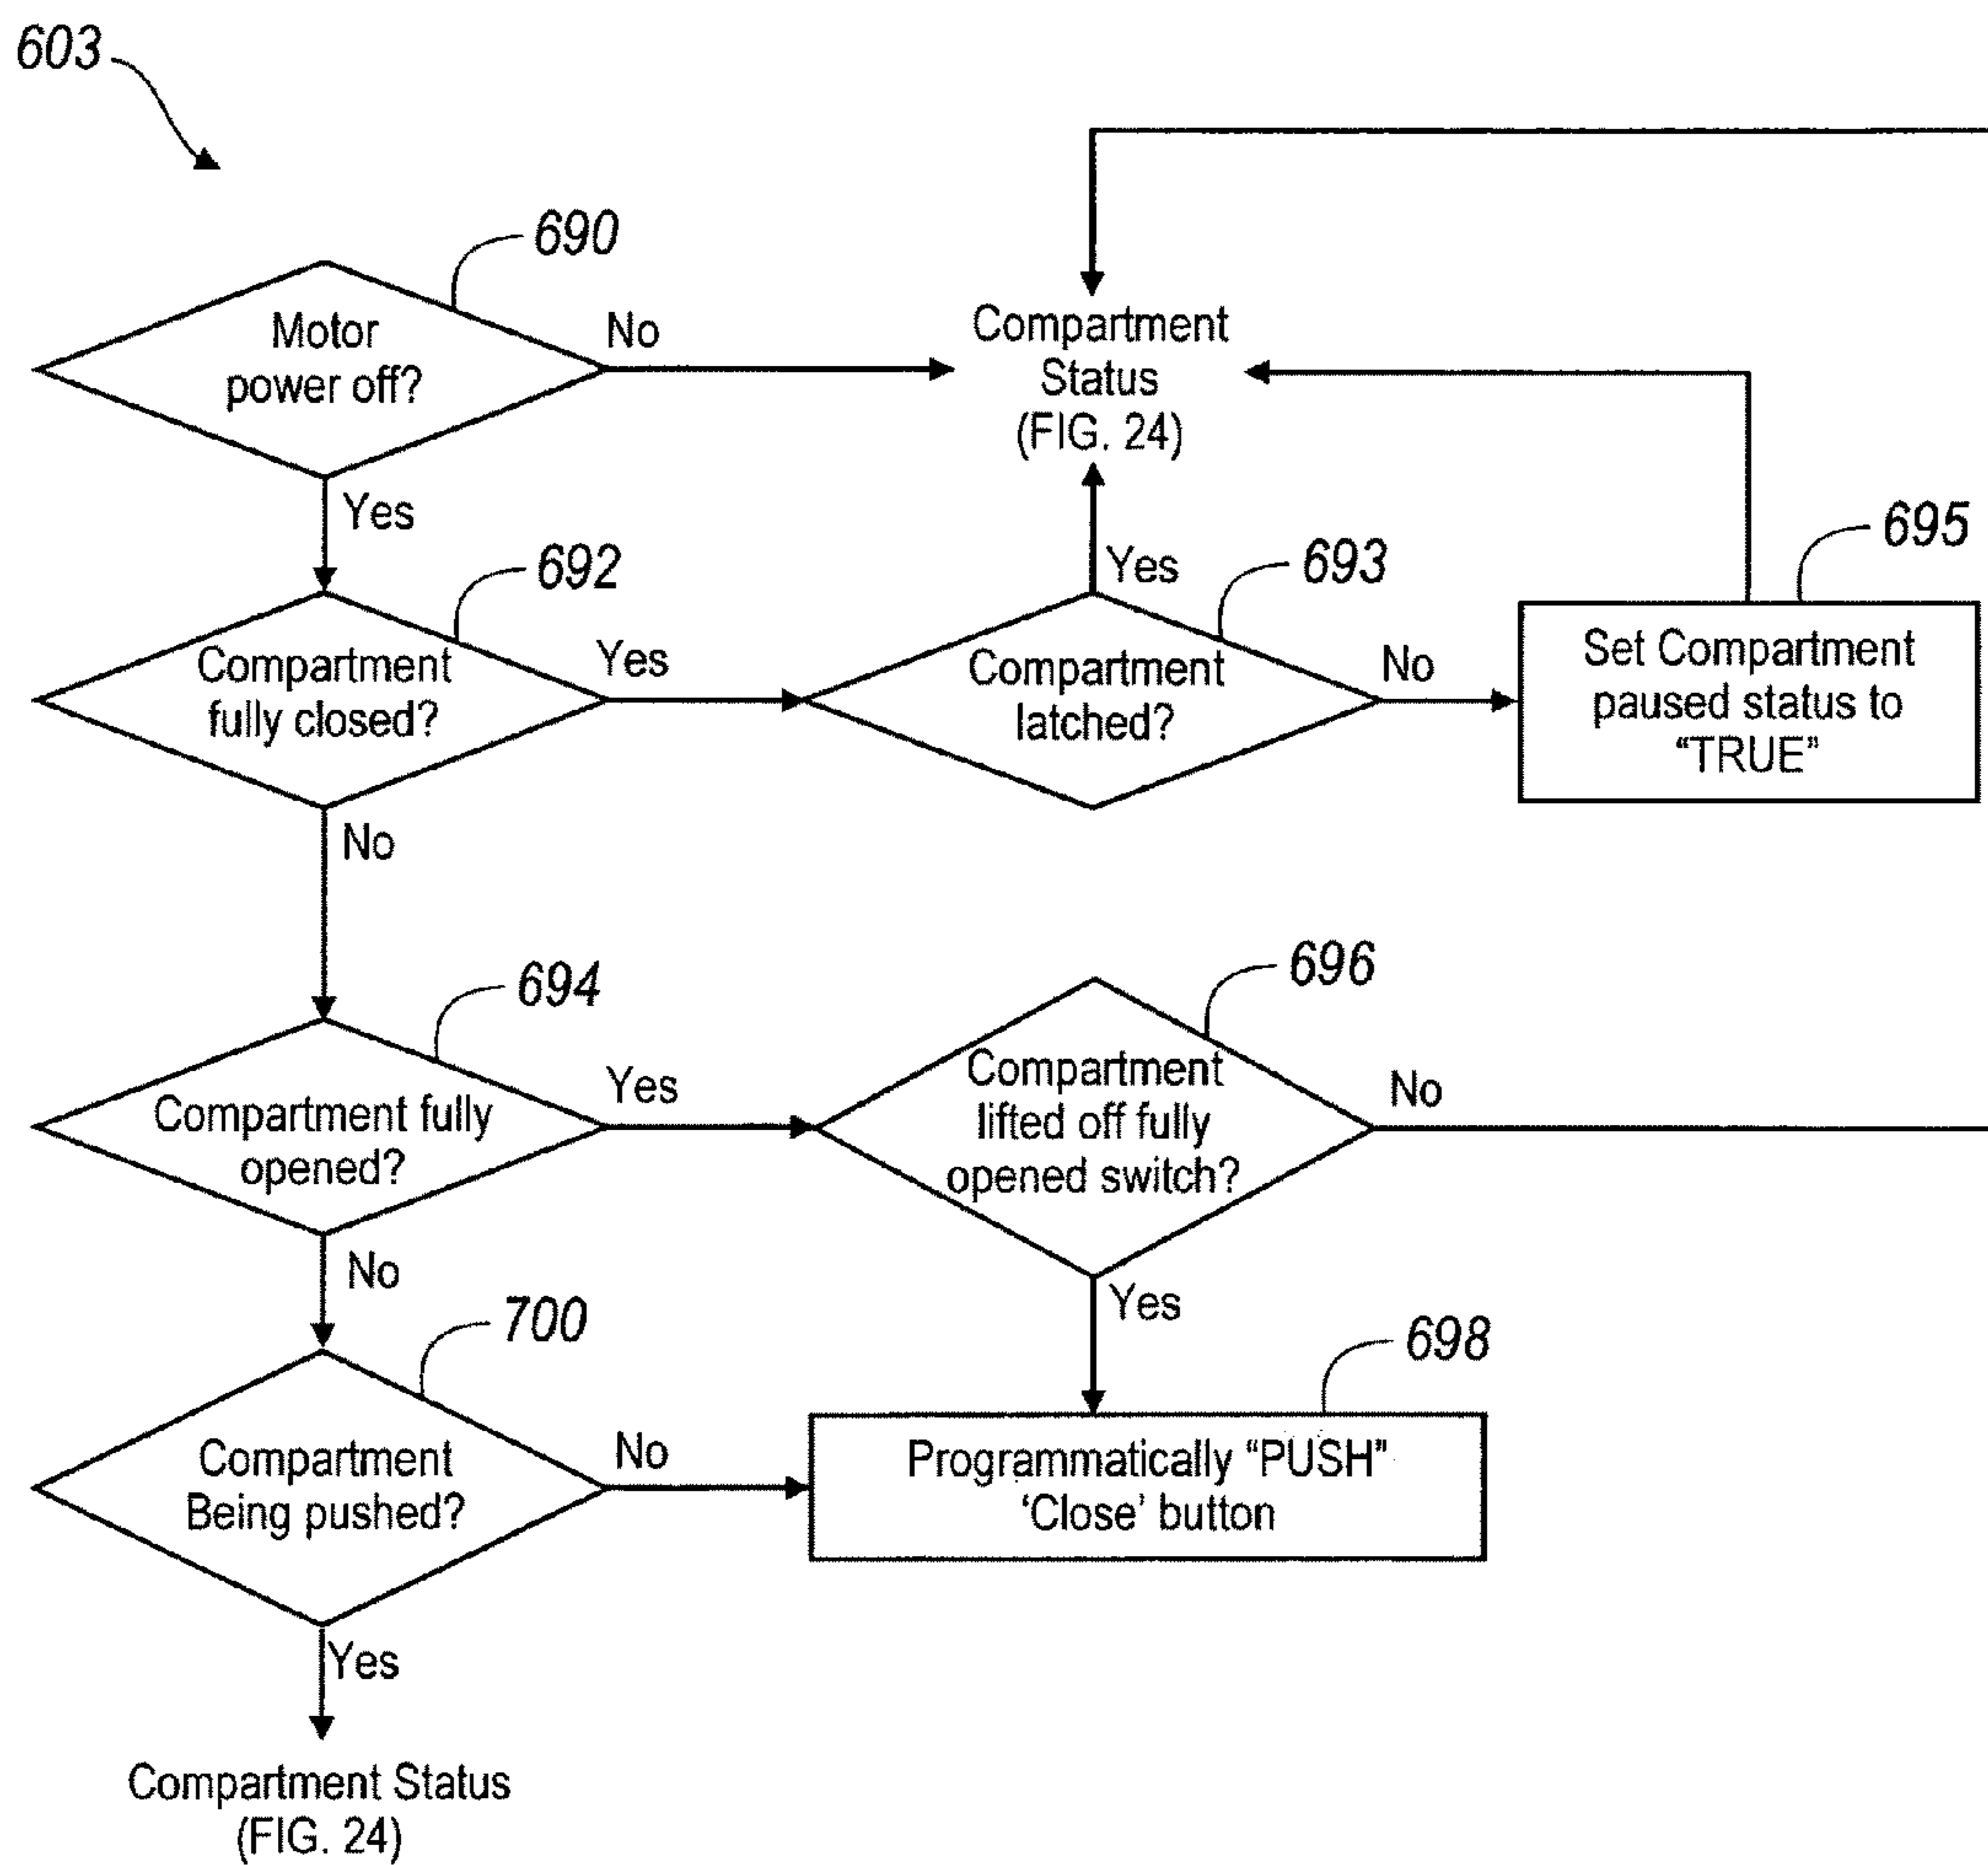 603
690
Motor
power off?
No
Yes
Compartment
Status
(FIG. 24)
692
Compartment
fully closed?
Yes
No
693
Compartment
latched?
Yes
No
695
Set Compartment
paused status to
“TRUE”
694
Compartment fully
opened?
Yes
No
696
Compartment
lifted off fully
opened switch?
No
Yes
700
Compartment
Being pushed?
No
Yes
698
Programmatically “PUSH”
‘Close’ button
Compartment Status
(FIG. 24)